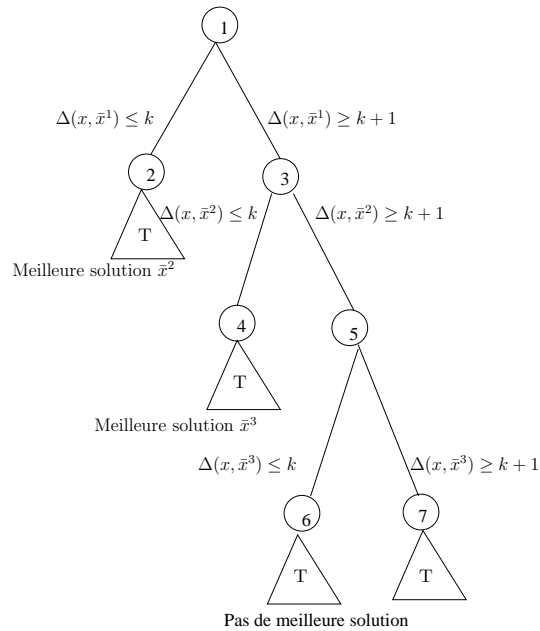 1
Δ(x, x̄¹) ≤ k
Δ(x, x̄¹) ≥ k + 1
2
3
Δ(x, x̄²) ≤ k
Δ(x, x̄²) ≥ k + 1
T
Meilleure solution x̄²
4
5
T
Meilleure solution x̄³
Δ(x, x̄³) ≤ k
Δ(x, x̄³) ≥ k + 1
6
7
T
T
Pas de meilleure solution